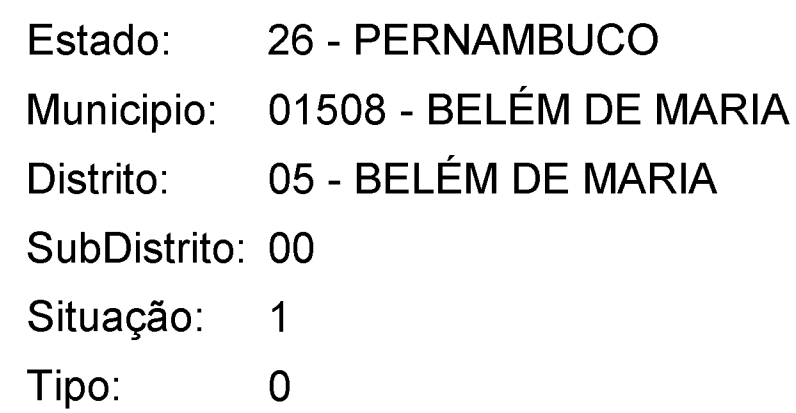 Estado: 26 - PERNAMBUCO
Municipio: 01508 - BELÉM DE MARIA
Distrito: 05 - BELÉM DE MARIA
SubDistrito: 00
Situação: 1
Tipo: 0